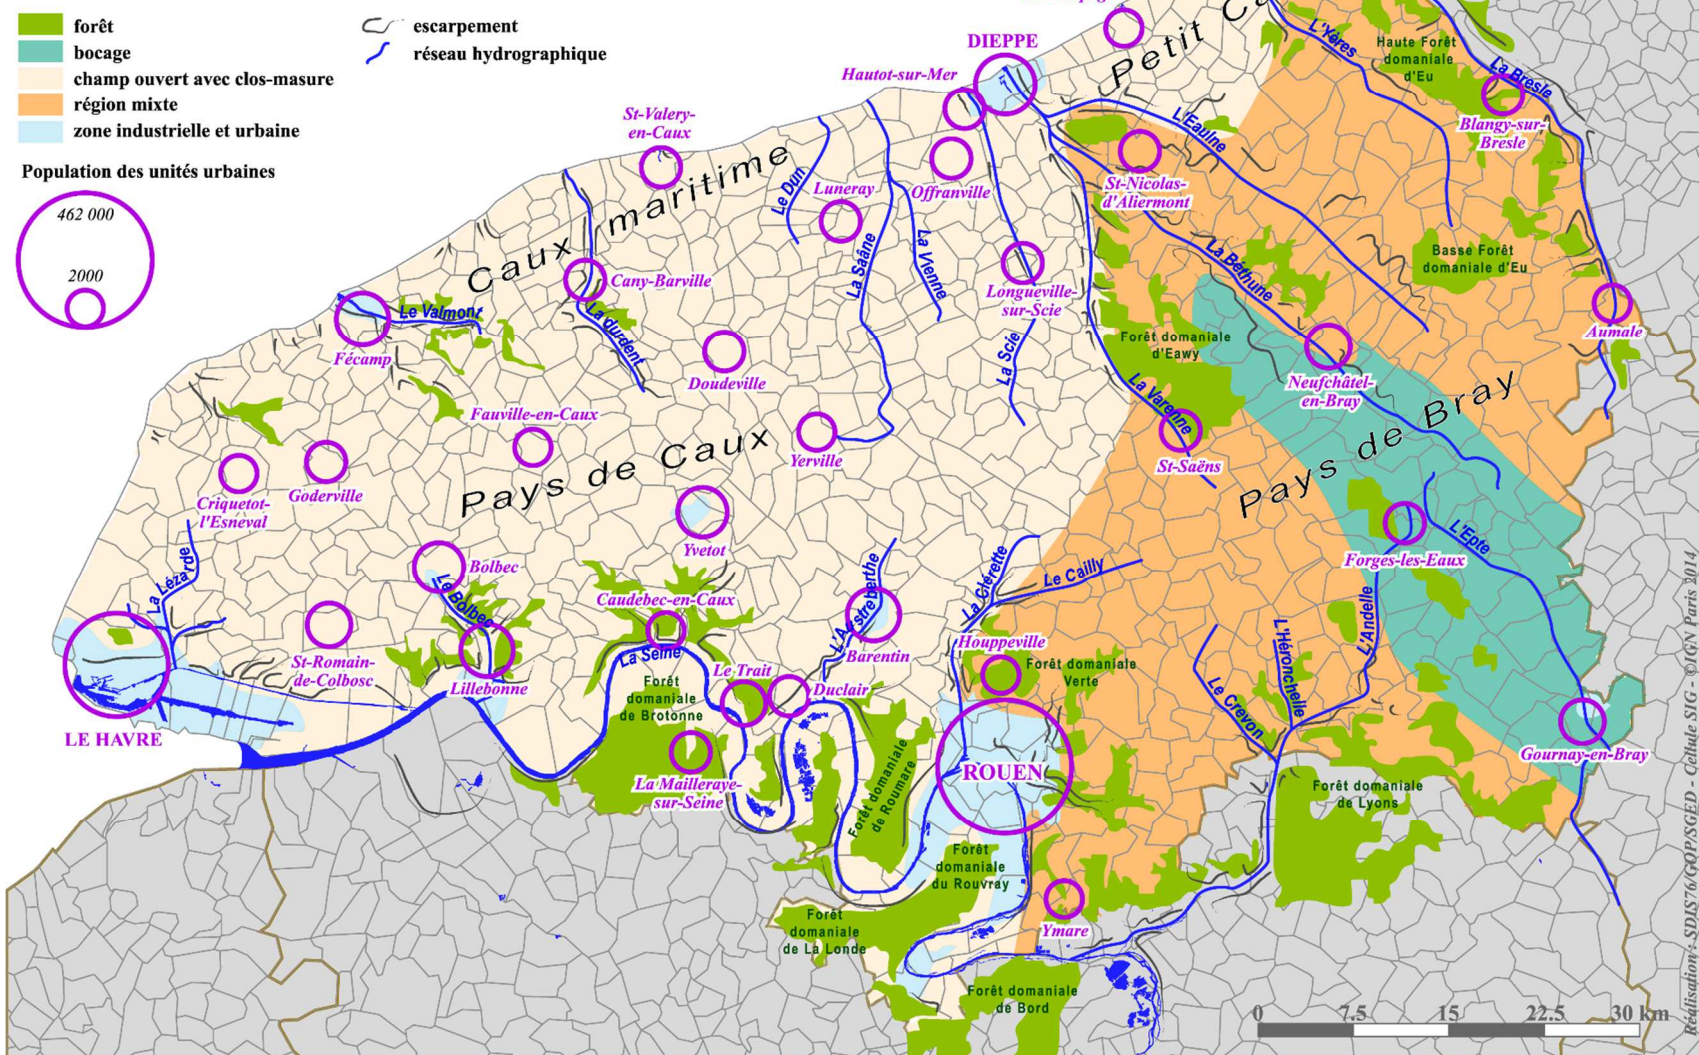 forêt
bocage
champ ouvert avec clos-masure
région mixte
zone industrielle et urbaine
escarpement
réseau hydrographique
Population des unités urbaines
462 000
2000
DIEPPE
Hautot-sur-Mer
Petit Ca
L'Yères
Haute Forêt
domaniale
d'Eu
La Bresle
Blangy-sur-
Bresle
St-Valery-
en-Caux
Caux maritime
Le Dun
Luneray
Offranville
L'Eaulne
St-Nicolas-
d'Aliermont
La Saâne
La Vienne
Longueville-
sur-Scie
La Scie
La Béthune
Basse Forêt
domaniale d'Eu
Aumale
Cany-Barville
La durdent
Le Valmont
Fécamp
Doudeville
Forêt domaniale
d'Eawy
Neufchâtel-
en-Bray
La Varenne
St-Saëns
Pays de Bray
Fauville-en-Caux
Pays de Caux
Yerville
Criquetot-
l'Esneval
Goderville
Yvetot
Forges-les-Eaux
L'Epte
La Lézarde
Bolbec
Le Bolbec
Caudebec-en-Caux
L'Austreberthe
La Clérette
Le Cailly
L'Andelle
L'Héronchelle
Le Crevon
Houppeville
Forêt domaniale
Verte
St-Romain-
de-Colbosc
Lillebonne
La Seine
Le Trait
Duclair
Barentin
Forêt
domaniale
de Brotonne
LE HAVRE
La Mailleraye-
sur-Seine
Forêt domaniale
de Roumare
ROUEN
Gournay-en-Bray
Forêt domaniale
de Lyons
Forêt
domaniale
du Rouvray
Ymare
Forêt
domaniale
de La Londe
Forêt domaniale
de Bord
0 7.5 15 22.5 30 km
Réalisation : SDIS76/GOP/SGED - Cellule SIG - ©IGN Paris 2014